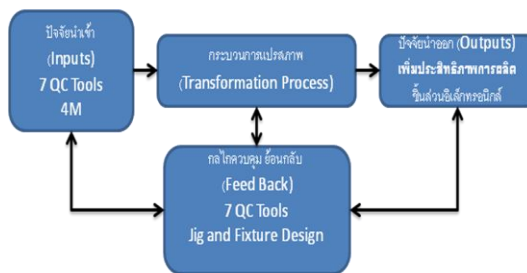 ปัจจัยนำเข้า
(Inputs)
7 QC Tools
4M
กระบวนการแปรสภาพ
(Transformation Process)
ปัจจัยนำออก (Outputs)
เพิ่มประสิทธิภาพการผลิต
ชิ้นส่วนอิเล็กทรอนิกส์
กลไกควบคุม ย้อนกลับ
(Feed Back)
7 QC Tools
Jig and Fixture Design